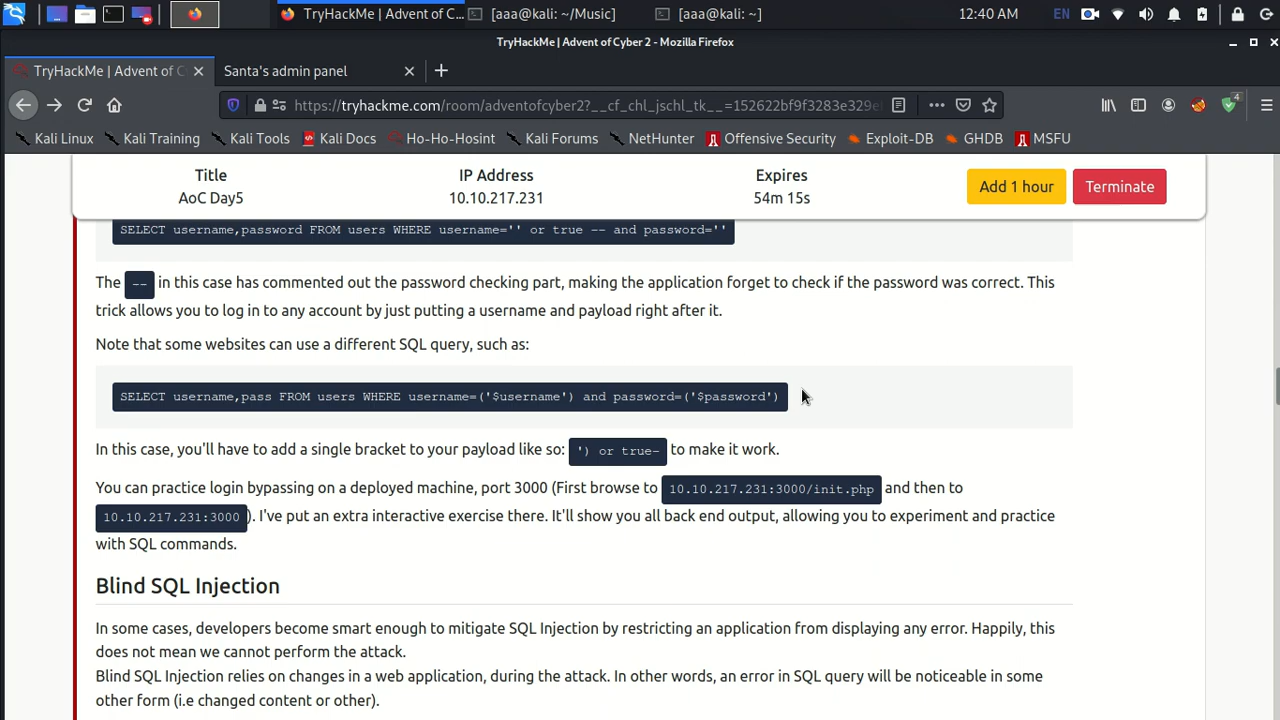 TryHackMe | Advent of C...
[aaa@kali: ~/Music]
[aaa@kali: ~]
12:40 AM
EN
TryHackMe | Advent of Cyber 2 - Mozilla Firefox
TryHackMe | Advent of C
Santa's admin panel
https://tryhackme.com/room/adventofcyber2?__cf_chl_jschl_tk__=152622bf9f3283e329e
4
Kali Linux
Kali Training
Kali Tools
Kali Docs
Ho-Ho-Hosint
Kali Forums
NetHunter
Offensive Security
Exploit-DB
GHDB
MSFU
Title
IP Address
Expires
AoC Day5
10.10.217.231
54m 15s
Add 1 hour
Terminate
SELECT username,password FROM users WHERE username='' or true -- and password=''
The -- in this case has commented out the password checking part, making the application forget to check if the password was correct. This
trick allows you to log in to any account by just putting a username and payload right after it.
Note that some websites can use a different SQL query, such as:
SELECT username,pass FROM users WHERE username=('$username') and password=('$password')
In this case, you'll have to add a single bracket to your payload like so: ') or true- to make it work.
You can practice login bypassing on a deployed machine, port 3000 (First browse to 10.10.217.231:3000/init.php and then to
10.10.217.231:3000 ). I've put an extra interactive exercise there. It'll show you all back end output, allowing you to experiment and practice
with SQL commands.
Blind SQL Injection
In some cases, developers become smart enough to mitigate SQL Injection by restricting an application from displaying any error. Happily, this
does not mean we cannot perform the attack.
Blind SQL Injection relies on changes in a web application, during the attack. In other words, an error in SQL query will be noticeable in some
other form (i.e changed content or other).